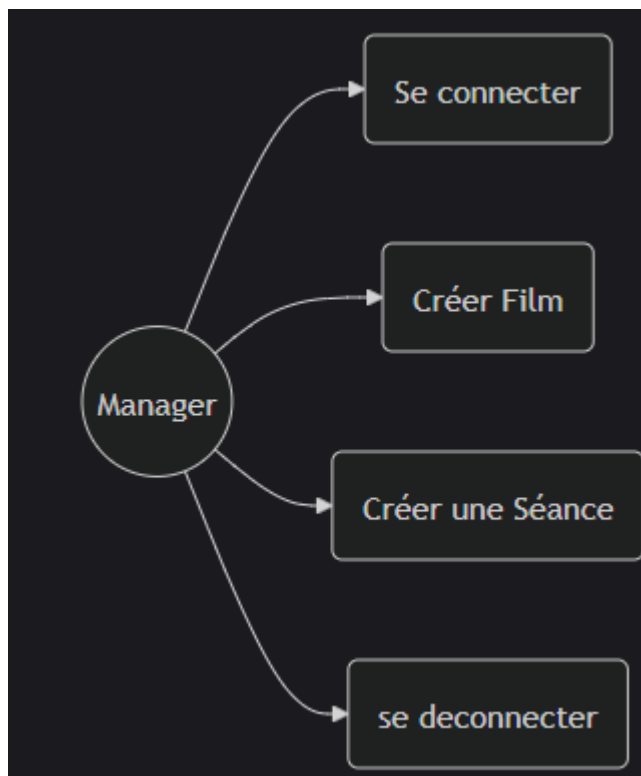 Se connecter
Créer Film
Manager
Créer une Séance
se deconnecter